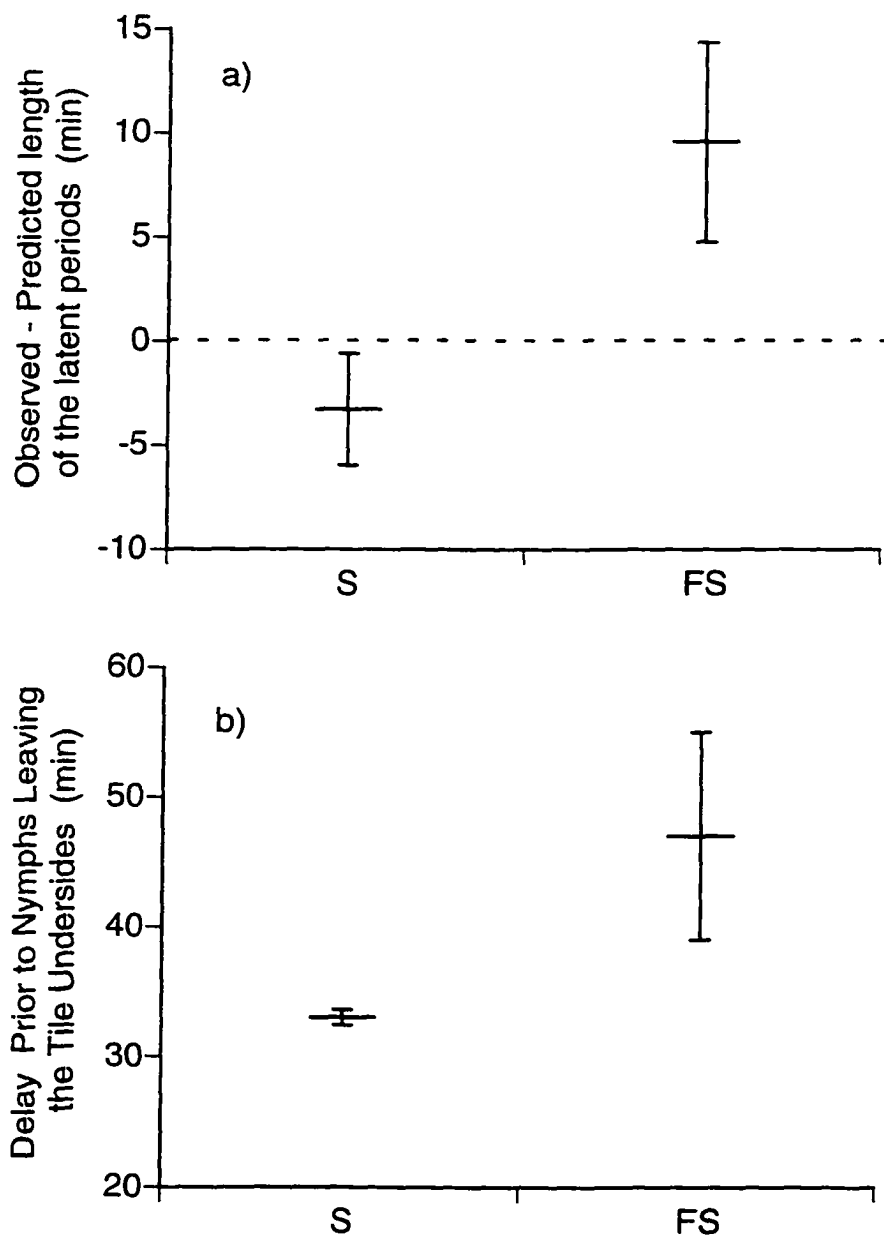 Observed - Predicted length
of the latent periods (min)
15
10
5
0
-5
-10
a)
S FS
Delay Prior to Nymphs Leaving
the Tile Undersides (min)
60
50
40
30
20
b)
S FS